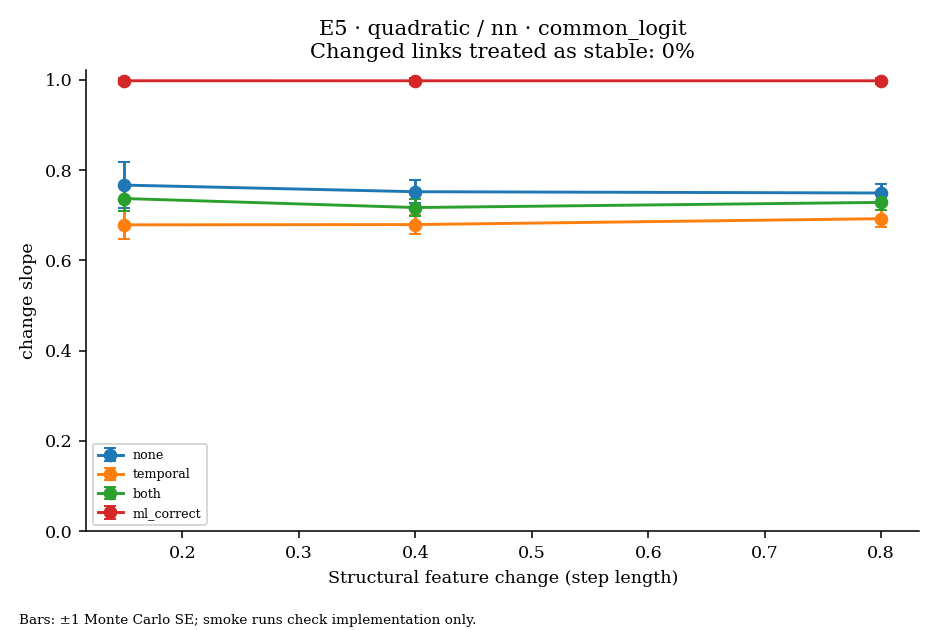 E5 · quadratic / nn · common_logit
Changed links treated as stable: 0%
change slope
1.0
0.8
0.6
0.4
0.2
0.0
none
temporal
both
ml_correct
0.2
0.3
0.4
0.5
0.6
0.7
0.8
Structural feature change (step length)
Bars: ±1 Monte Carlo SE; smoke runs check implementation only.